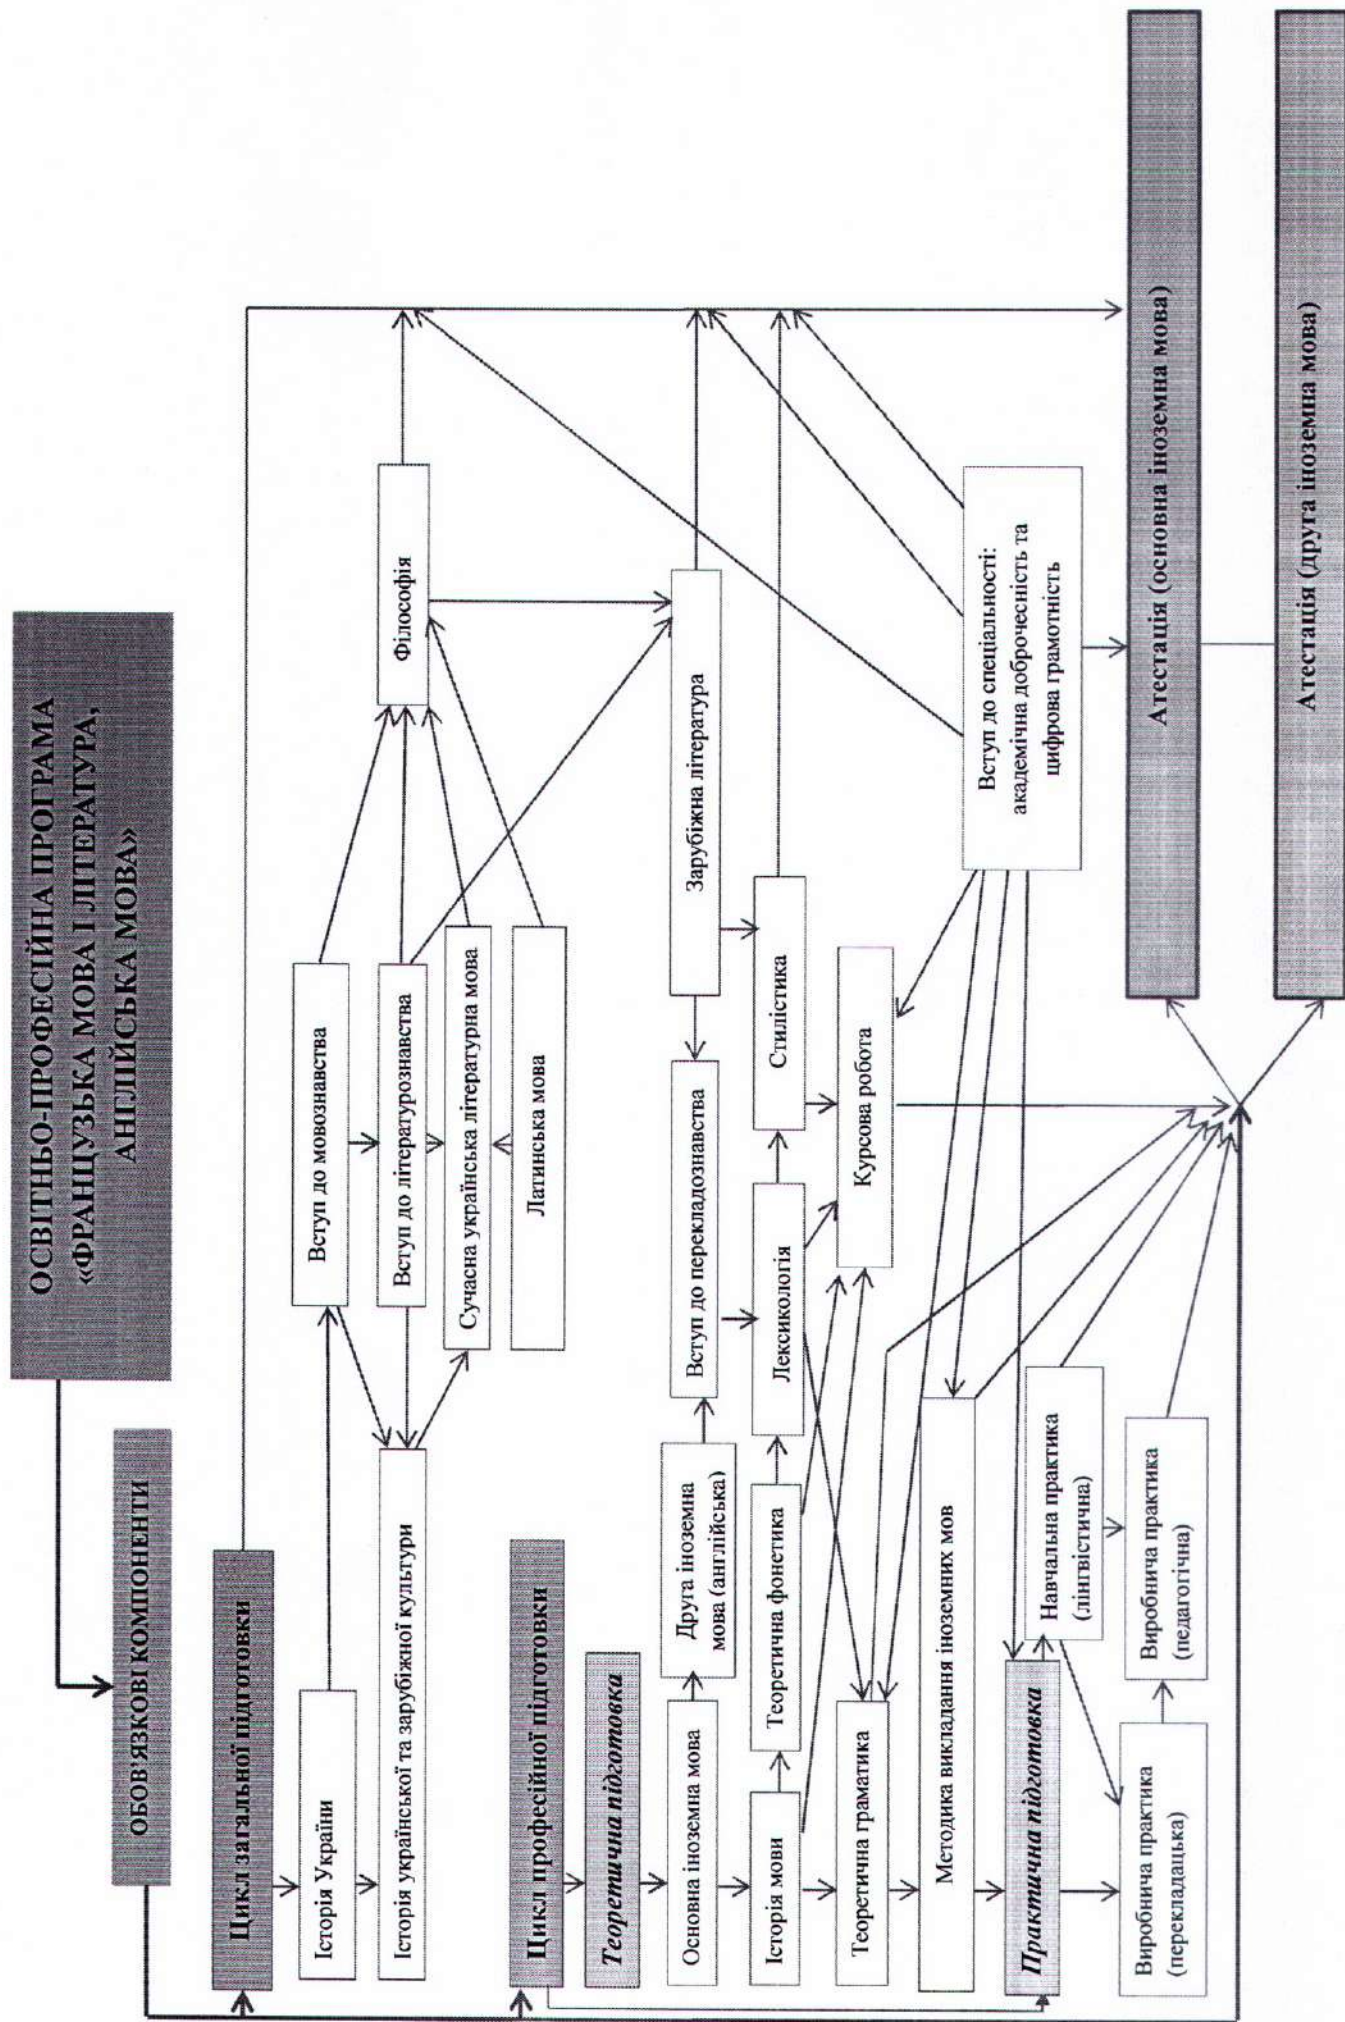 ОСВІТНЬО-ПРОФЕСІЙНА ПРОГРАМА
«ФРАНЦУЗЬКА МОВА І ЛІТЕРАТУРА,
АНГЛІЙСЬКА МОВА»
ОБОВ'ЯЗКОВІ КОМПОНЕНТИ
Цикл загальної підготовки
Історія України
Вступ до мовознавства
Історія української та зарубіжної культури
Вступ до літературознавства
Філософія
Сучасна українська літературна мова
Латинська мова
Цикл професійної підготовки
Теоретична підготовка
Основна іноземна мова
Друга іноземна
мова (англійська)
Вступ до перекладознавства
Зарубіжна література
Історія мови
Теоретична фонетика
Лексикологія
Стилістика
Теоретична граматика
Курсова робота
Методика викладання іноземних мов
Вступ до спеціальності:
академічна доброчесність та
цифрова грамотність
Практична підготовка
Навчальна практика
(лінгвістична)
Виробнича практика
(перекладацька)
Виробнича практика
(педагогічна)
Атестація (основна іноземна мова)
Атестація (друга іноземна мова)